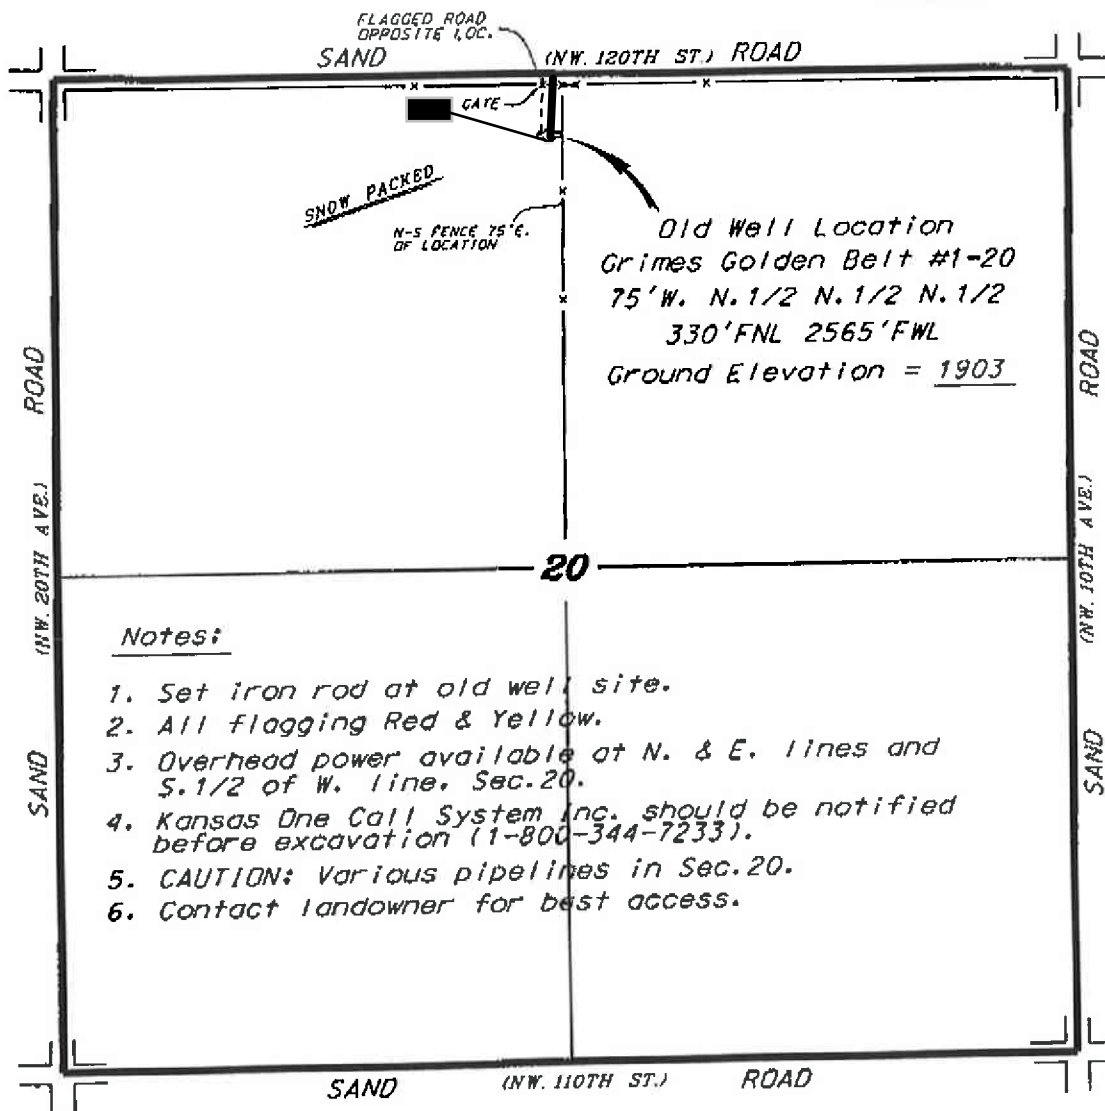 FLAGGED ROAD
OPPOSITE LOC.
SAND (NW. 120TH ST.) ROAD
GATE
SNOW PACKED
N-S FENCE 75'E.
OF LOCATION
Old Well Location
Grimes Golden Belt #1-20
75'W. N.1/2 N.1/2 N.1/2
330'FNL 2565'FWL
Ground Elevation = 1903
SAND (NW. 20TH AVE.) ROAD
SAND (NW. 10TH AVE.) ROAD
20
Notes:
1. Set iron rod at old well site.
2. All flagging Red & Yellow.
3. Overhead power available at N. & E. lines and
S.1/2 of W. line, Sec.20.
4. Kansas One Call System Inc. should be notified
before excavation (1-800-344-7233).
5. CAUTION: Various pipelines in Sec.20.
6. Contact landowner for best access.
SAND (NW. 110TH ST.) ROAD